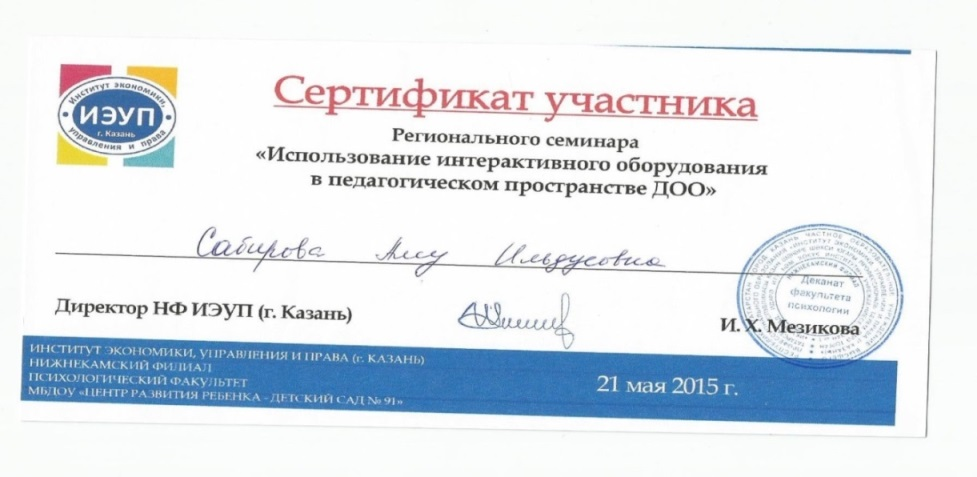 Институт экономики,
ИЭУП
г. Казань
управления и права
Сертификат участника
Регионального семинара
«Использование интерактивного оборудования
в педагогическом пространстве ДОО»
Сабирова Алсу Ильдусовна
Директор НФ ИЭУП (г. Казань)
И. Х. Мезикова
Деканат
факультета
психологии
ИНСТИТУТ ЭКОНОМИКИ, УПРАВЛЕНИЯ И ПРАВА (г. КАЗАНЬ)
НИЖНЕКАМСКИЙ ФИЛИАЛ
ПСИХОЛОГИЧЕСКИЙ ФАКУЛЬТЕТ
МБДОУ «ЦЕНТР РАЗВИТИЯ РЕБЕНКА - ДЕТСКИЙ САД № 91»
21 мая 2015 г.